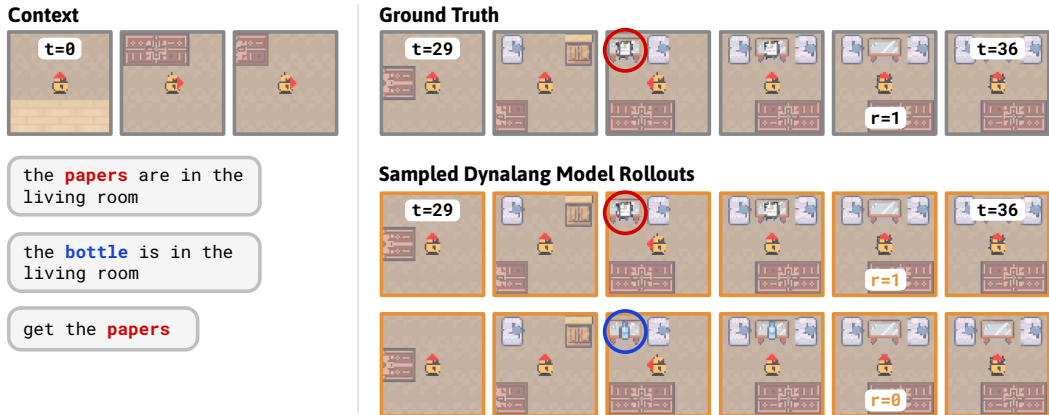 Context
t=0
the papers are in the
living room
the bottle is in the
living room
get the papers
Ground Truth
t=29
t=36
r=1
Sampled Dynalang Model Rollouts
t=29
t=36
r=1
r=0